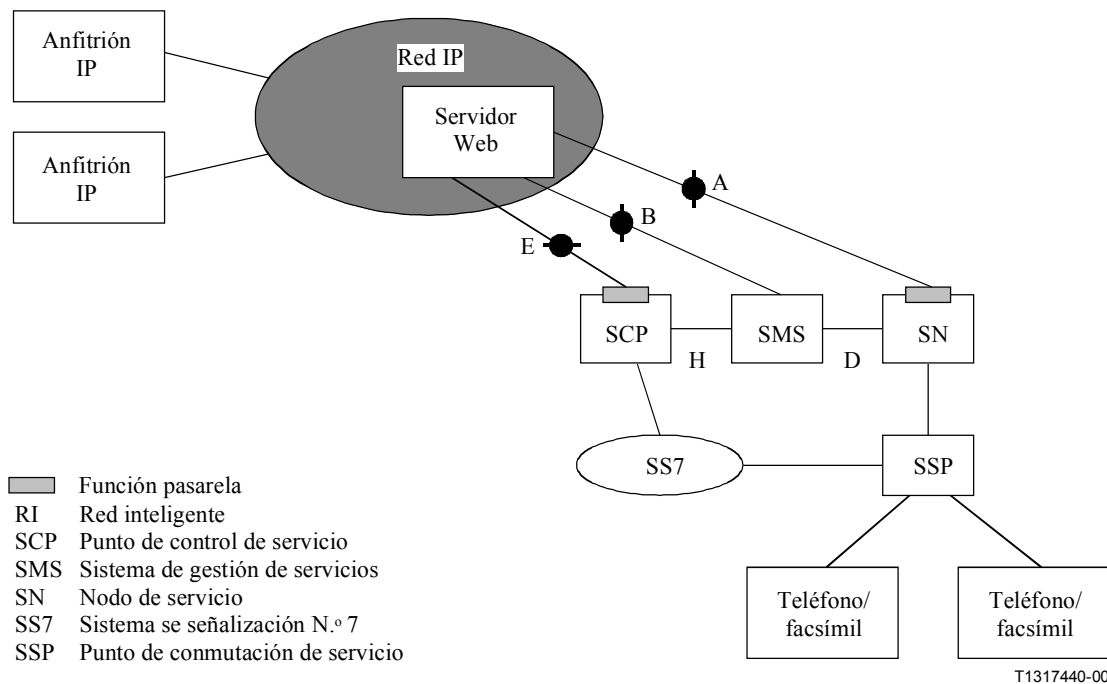 Anfitrión
IP
Red IP
Servidor
Web
Anfitrión
IP
A
B
E
SCP
SMS
SN
H
D
SS7
SSP
Función pasarela
RI Red inteligente
SCP Punto de control de servicio
SMS Sistema de gestión de servicios
SN Nodo de servicio
SS7 Sistema se señalización N.º 7
SSP Punto de conmutación de servicio
Teléfono/
facsímil
Teléfono/
facsímil
T1317440-00